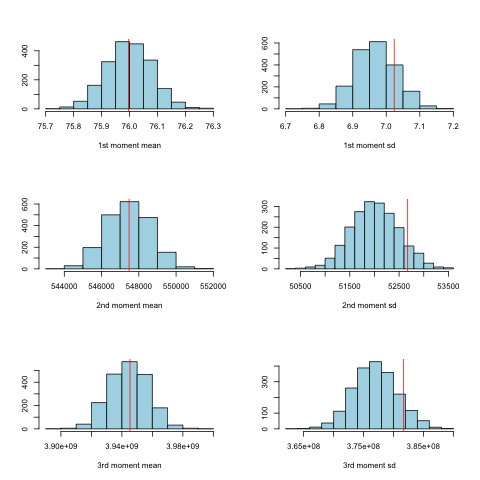 0 200 400
75.7 75.8 75.9 76.0 76.1 76.2 76.3
1st moment mean
0 200 400 600
6.7 6.8 6.9 7.0 7.1 7.2
1st moment sd
0 200 400 600
544000 546000 548000 550000 552000
2nd moment mean
0 100 200 300
50500 51500 52500 53500
2nd moment sd
0 200 400
3.90e+09 3.94e+09 3.98e+09
3rd moment mean
0 100 300
3.65e+08 3.75e+08 3.85e+08
3rd moment sd